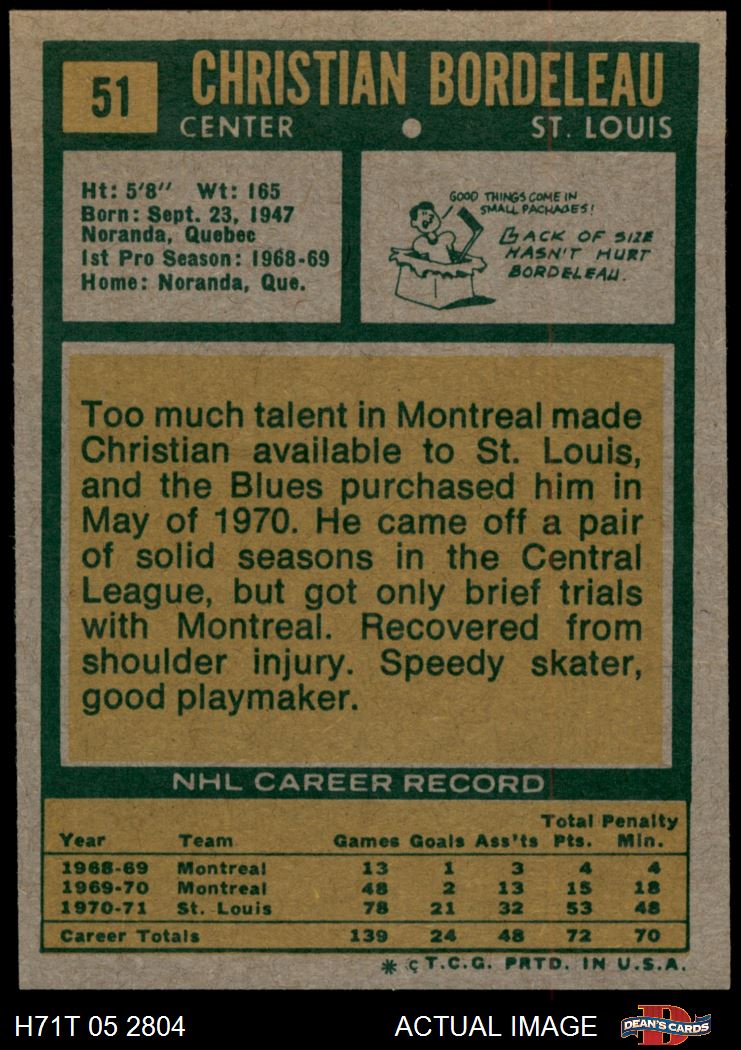 51
CHRISTIAN BORDELEAU
CENTER
ST. LOUIS
Ht: 5'8" Wt: 165
Born: Sept. 23, 1947
Noranda, Quebec
1st Pro Season: 1968-69
Home: Noranda, Que.
GOOD THINGS COME IN
SMALL PACKAGES!
LACK OF SIZE
HASN'T HURT
BORDELEAU.
Too much talent in Montreal made
Christian available to St. Louis,
and the Blues purchased him in
May of 1970. He came off a pair
of solid seasons in the Central
League, but got only brief trials
with Montreal. Recovered from
shoulder injury. Speedy skater,
good playmaker.
NHL CAREER RECORD
Total Penalty
Year Team Games Goals Ass'ts Pts. Min.
1968-69 Montreal 13 1 3 4 4
1969-70 Montreal 48 2 13 15 18
1970-71 St. Louis 78 21 32 53 48
Career Totals 139 24 48 72 70
* © T.C.G. PRTD. IN U.S.A.
H71T 05 2804 ACTUAL IMAGE D DEAN'S CARDS